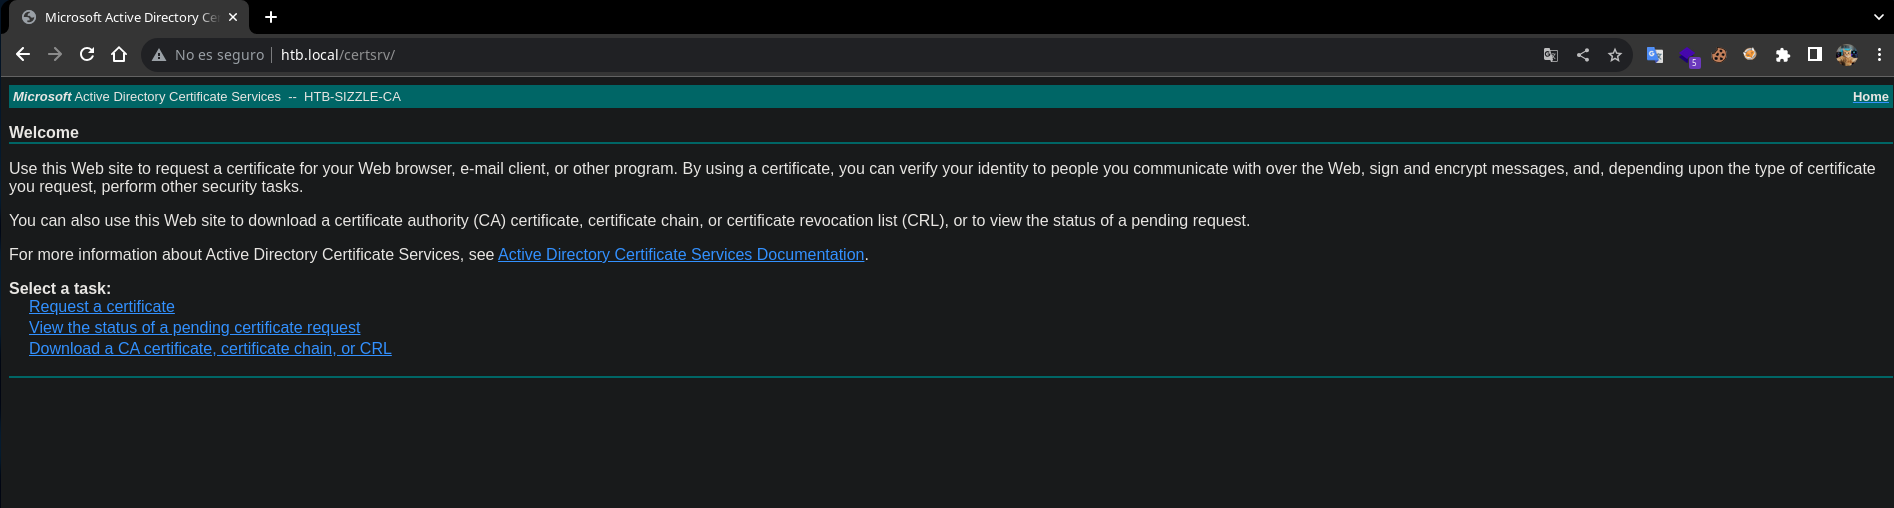 Microsoft Active Directory Ce
No es seguro htb.local/certsrv/
5
Microsoft Active Directory Certificate Services -- HTB-SIZZLE-CA Home
Welcome
Use this Web site to request a certificate for your Web browser, e-mail client, or other program. By using a certificate, you can verify your identity to people you communicate with over the Web, sign and encrypt messages, and, depending upon the type of certificate
you request, perform other security tasks.
You can also use this Web site to download a certificate authority (CA) certificate, certificate chain, or certificate revocation list (CRL), or to view the status of a pending request.
For more information about Active Directory Certificate Services, see Active Directory Certificate Services Documentation.
Select a task:
Request a certificate
View the status of a pending certificate request
Download a CA certificate, certificate chain, or CRL